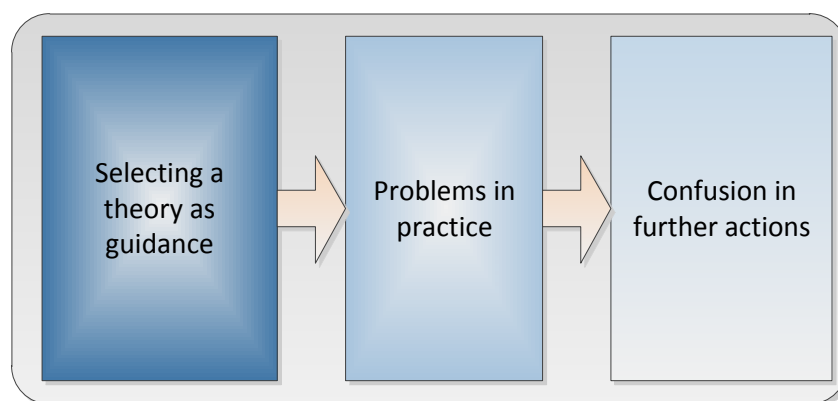 Selecting a
theory as
guidance
Problems in
practice
Confusion in
further actions